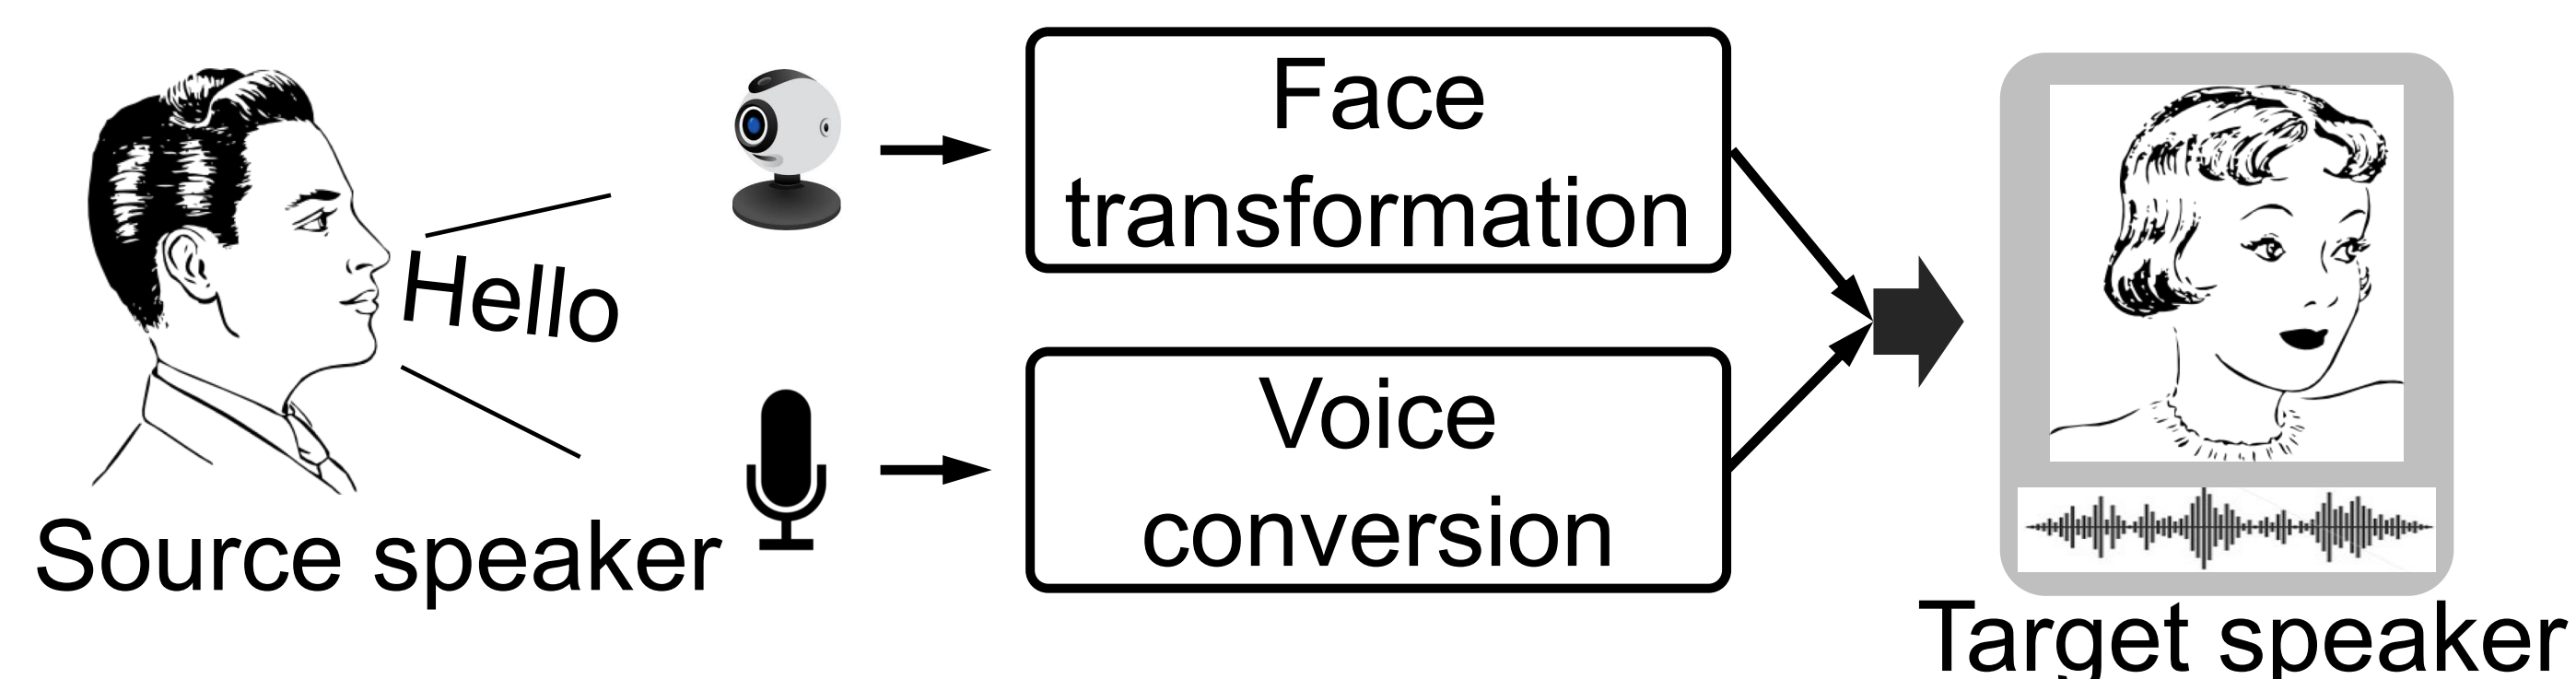 Hello
Source speaker
Face
transformation
Voice
conversion
Target speaker